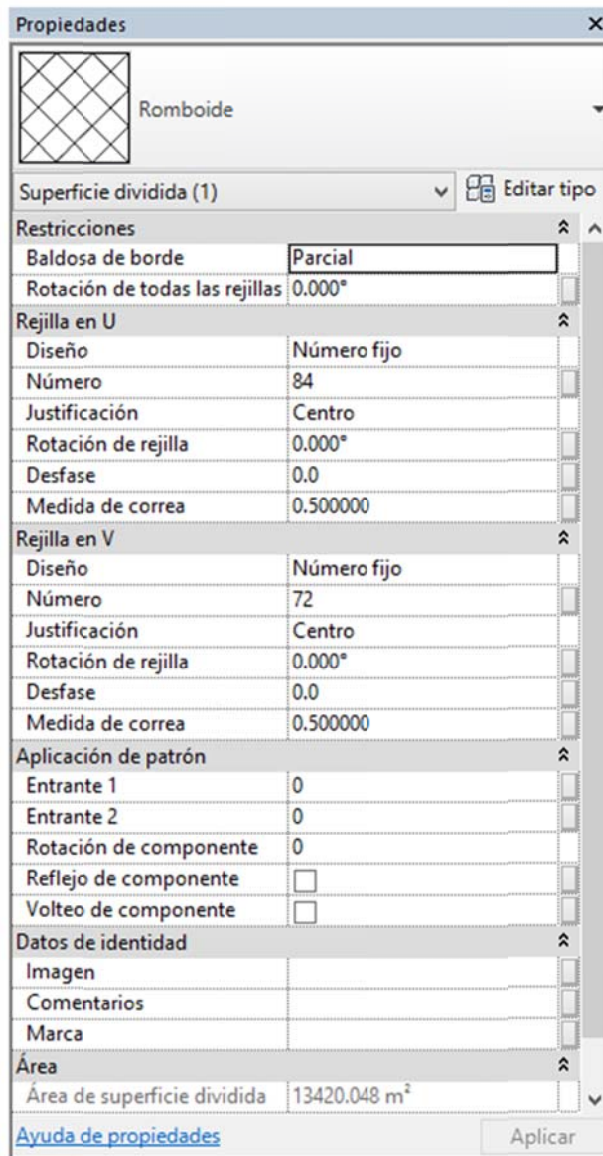 Propiedades
Romboide
Superficie dividida (1) Editar tipo
Restricciones
Baldosa de borde Parcial
Rotación de todas las rejillas 0.000°
Rejilla en U
Diseño Número fijo
Número 84
Justificación Centro
Rotación de rejilla 0.000°
Desfase 0.0
Medida de correa 0.500000
Rejilla en V
Diseño Número fijo
Número 72
Justificación Centro
Rotación de rejilla 0.000°
Desfase 0.0
Medida de correa 0.500000
Aplicación de patrón
Entrante 1 0
Entrante 2 0
Rotación de componente 0
Reflejo de componente
Volteo de componente
Datos de identidad
Imagen
Comentarios
Marca
Área
Área de superficie dividida 13420.048 m²
Ayuda de propiedades Aplicar